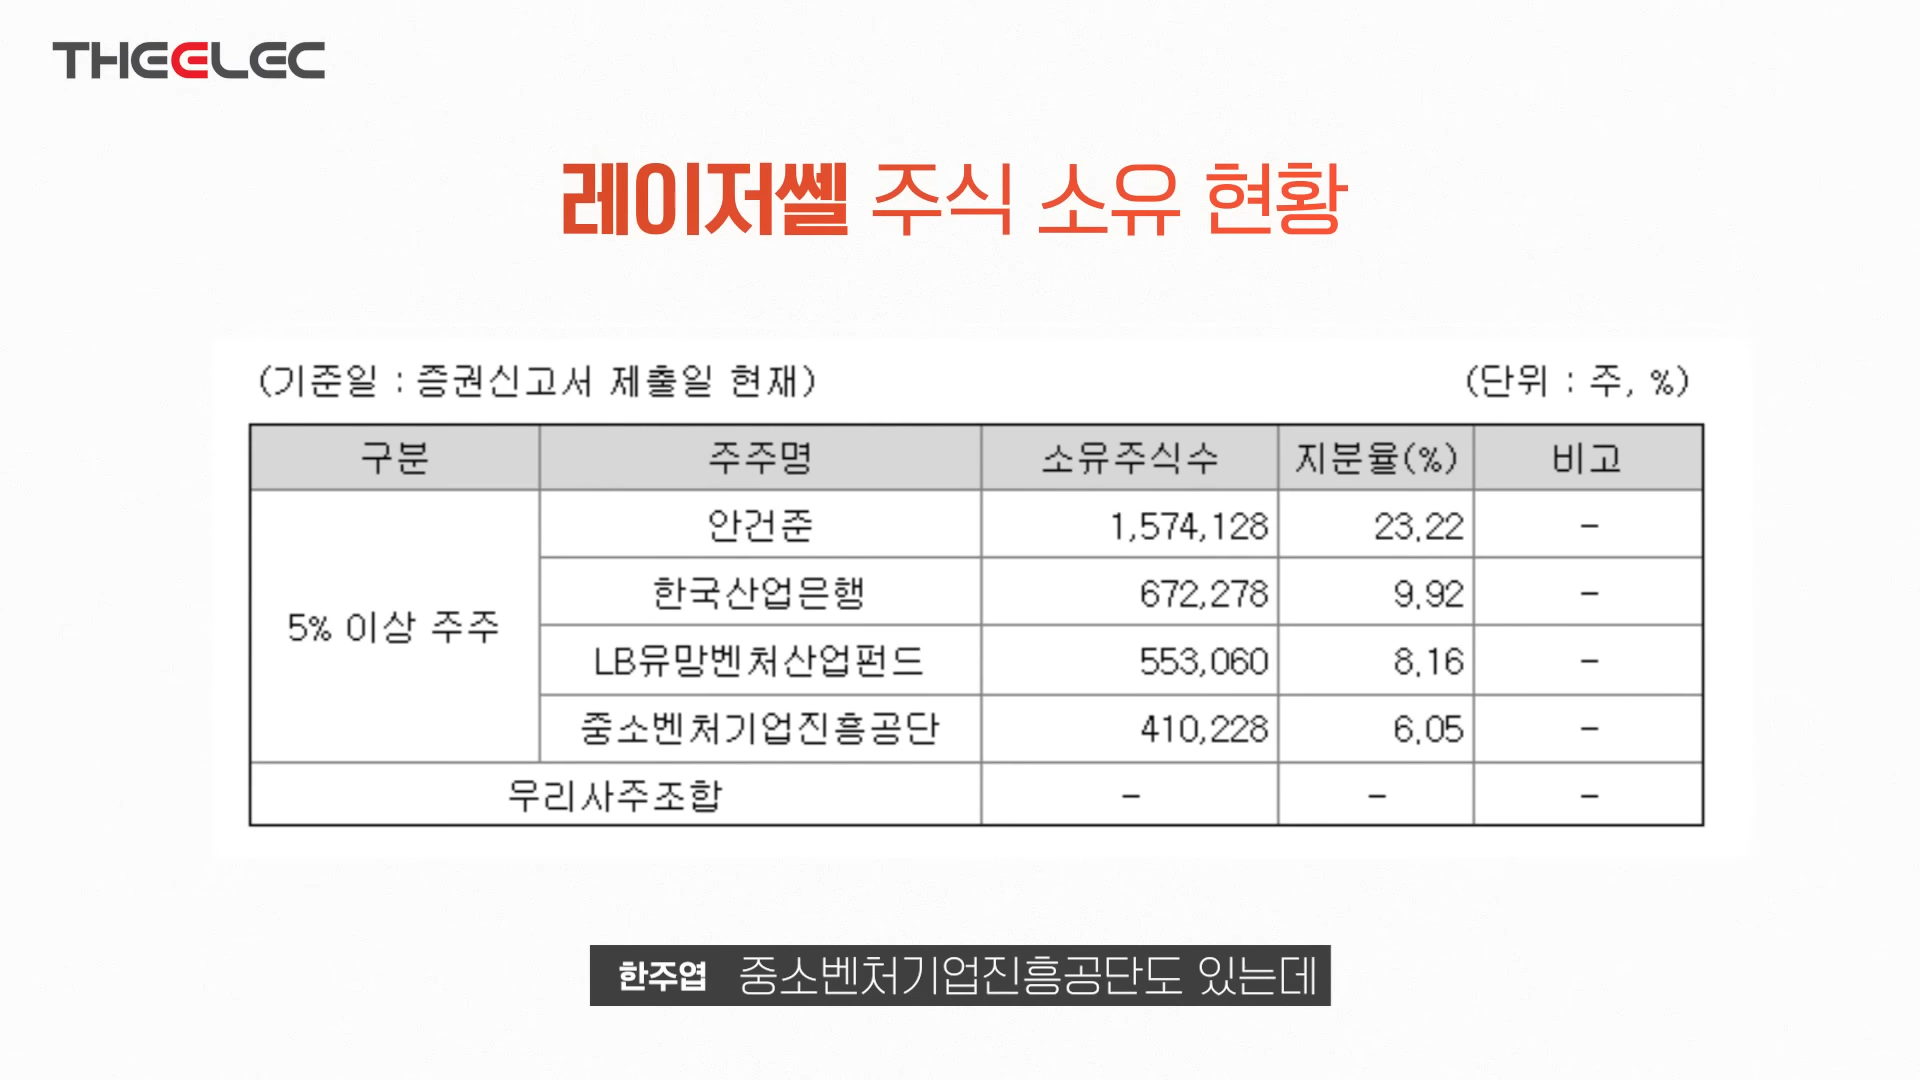 THEELEC
레이저쎌 주식 소유 현황
(기준일 : 증권신고서 제출일 현재) (단위 : 주, %)
구분 주주명 소유주식수 지분율(%) 비고
5% 이상 주주
안건준 1,574,128 23.22 -
한국산업은행 672,278 9.92 -
LB유망벤처산업펀드 553,060 8.16 -
중소벤처기업진흥공단 410,228 6.05 -
우리사주조합 - - -
한주엽 중소벤처기업진흥공단도 있는데